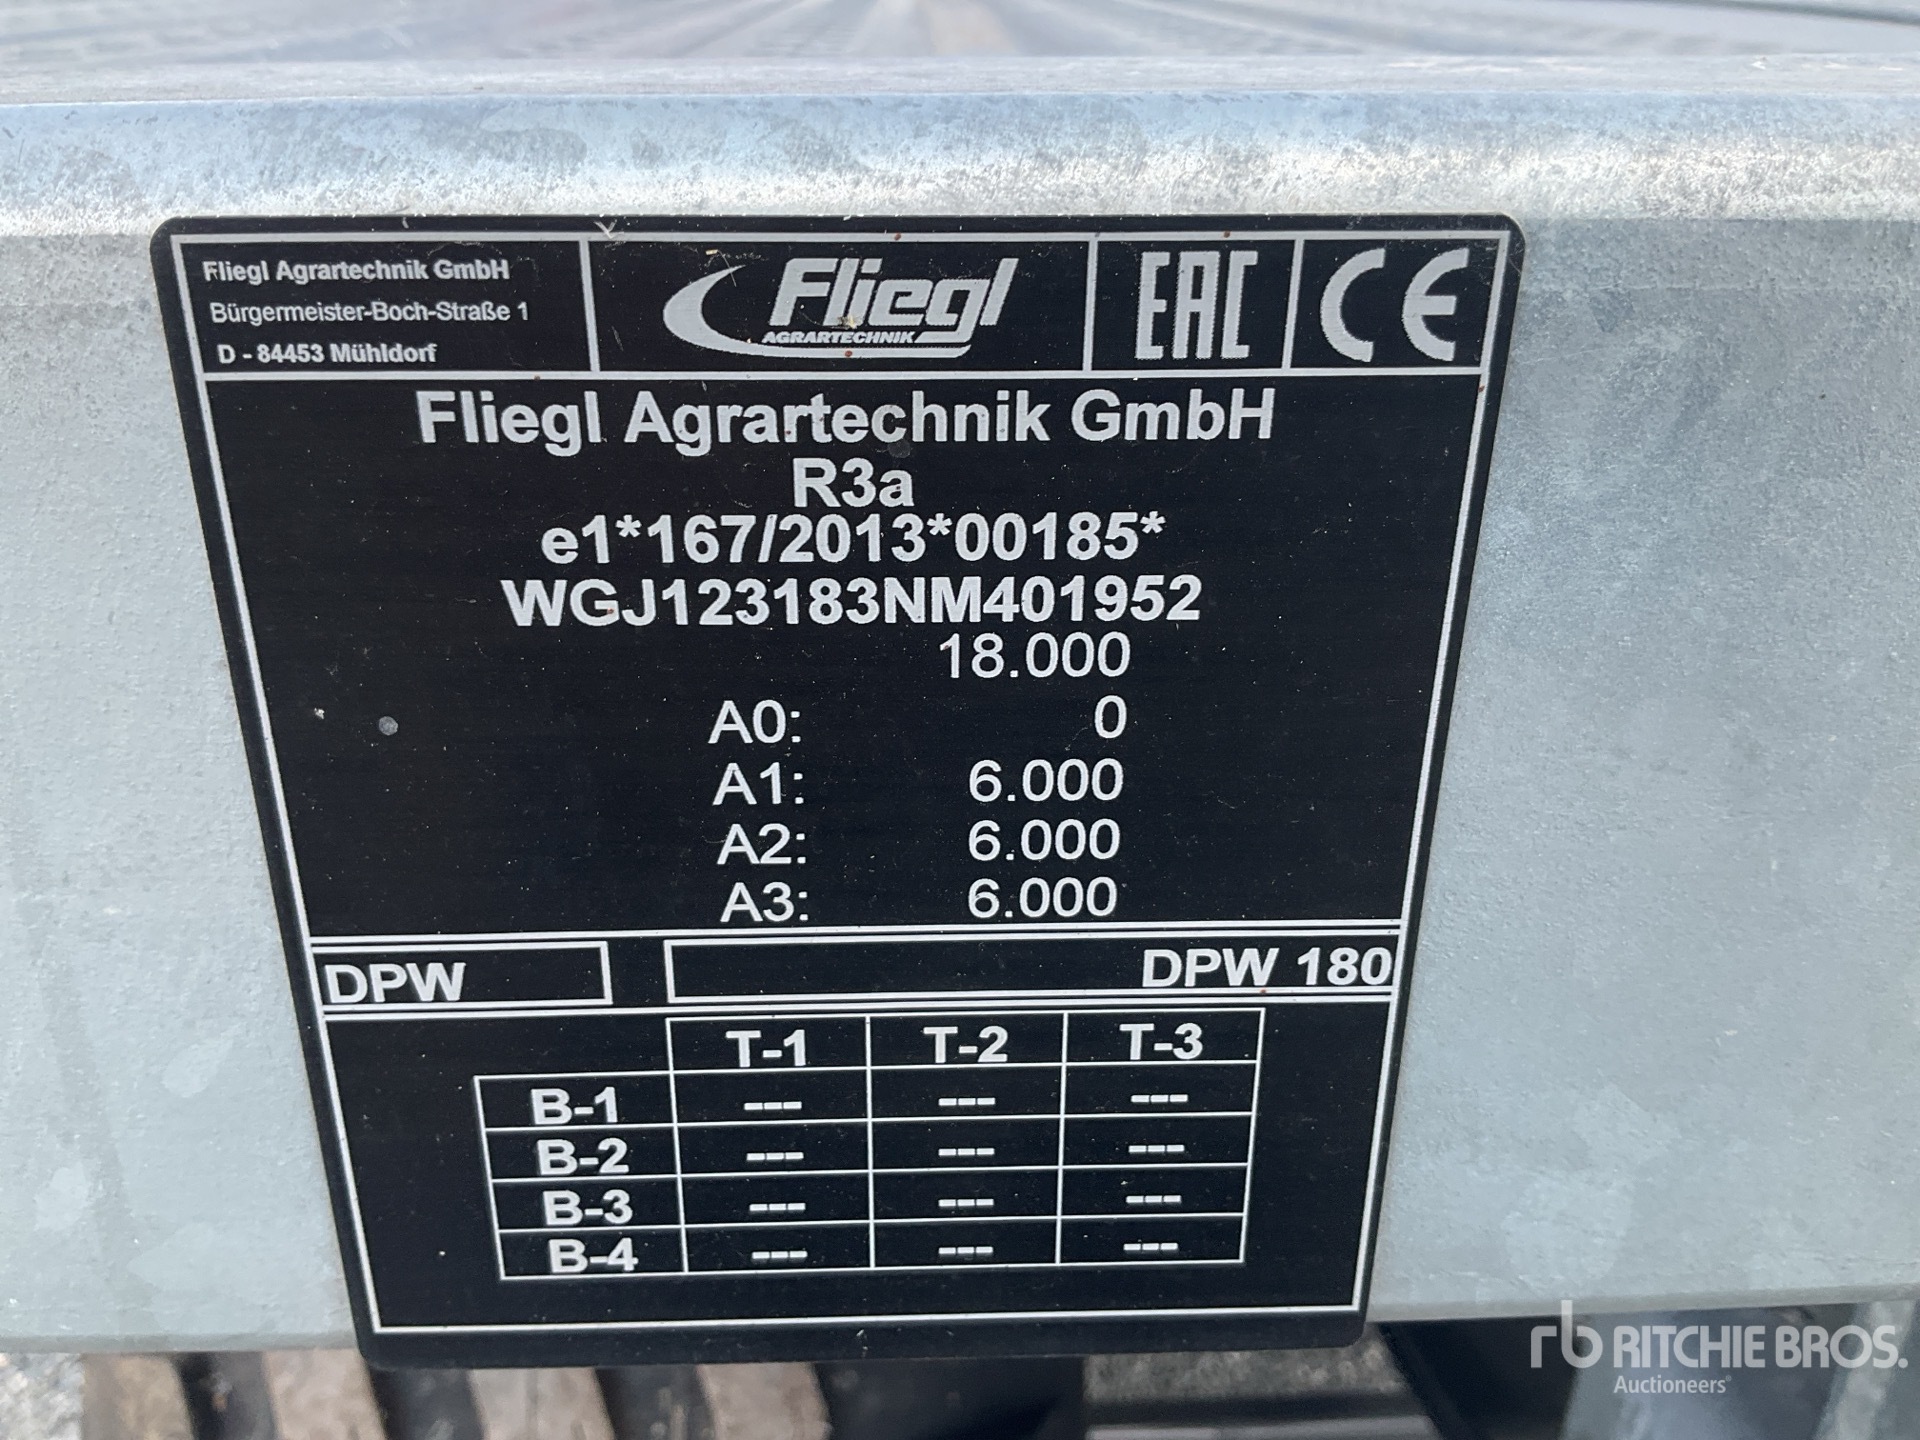 Fliegl Agrartechnik GmbH
Bürgermeister-Boch-Straße 1
D - 84453 Mühldorf
Fliegl
AGRARTECHNIK
EAC
CE
Fliegl Agrartechnik GmbH
R3a
e1*167/2013*00185*
WGJ123183NM401952
18.000
A0: 0
A1: 6.000
A2: 6.000
A3: 6.000
DPW DPW 180
T-1 T-2 T-3
B-1 --- --- ---
B-2 --- --- ---
B-3 --- --- ---
B-4 --- --- ---
rb RITCHIE BROS.
Auctioneers